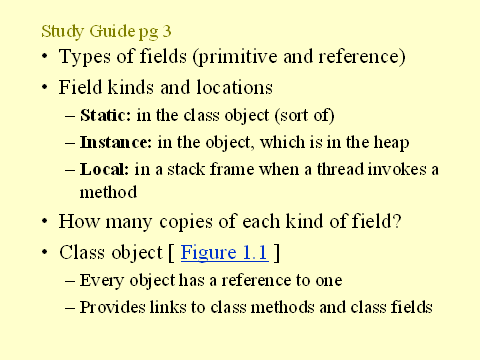 Study Guide pg 3
• Types of fields (primitive and reference)
• Field kinds and locations
– Static: in the class object (sort of)
– Instance: in the object, which is in the heap
– Local: in a stack frame when a thread invokes a
method
• How many copies of each kind of field?
• Class object [ Figure 1.1 ]
– Every object has a reference to one
– Provides links to class methods and class fields